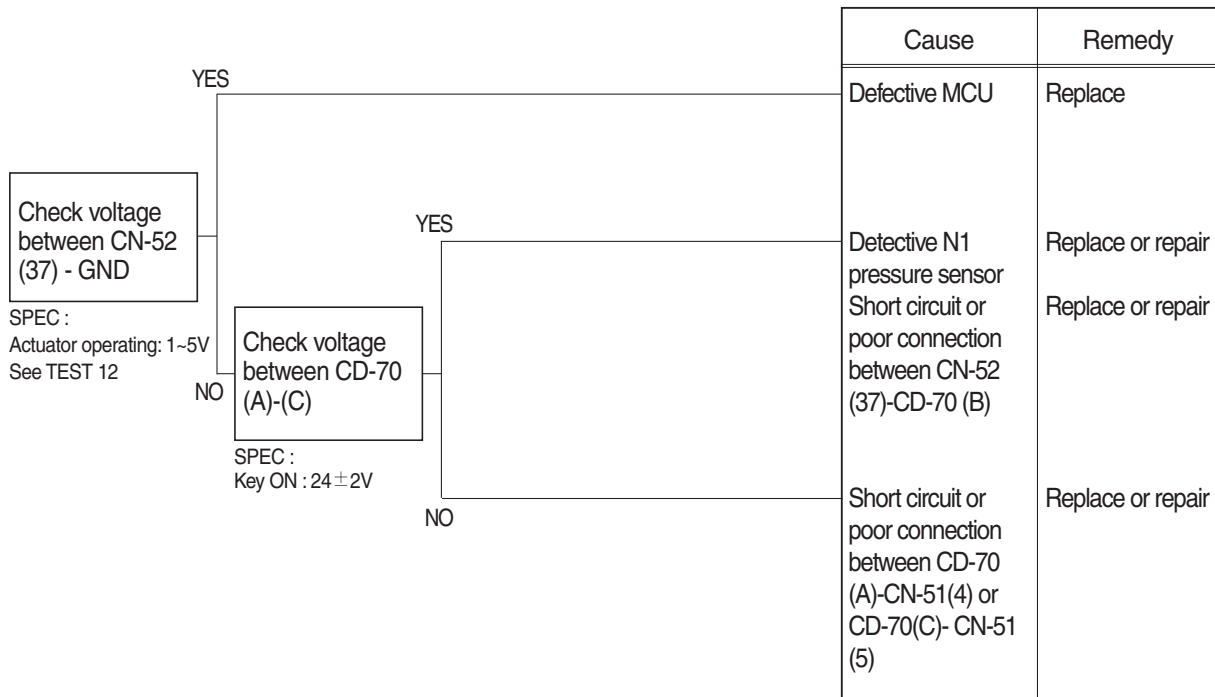 Cause Remedy
YES
Defective MCU Replace
Check voltage
between CN-52
(37) - GND
SPEC :
Actuator operating: 1~5V
See TEST 12
NO
YES
Check voltage
between CD-70
(A)-(C)
SPEC :
Key ON : 24±2V
NO
Detective N1 Replace or repair
pressure sensor
Short circuit or Replace or repair
poor connection
between CN-52
(37)-CD-70 (B)
Short circuit or Replace or repair
poor connection
between CD-70
(A)-CN-51(4) or
CD-70(C)- CN-51
(5)